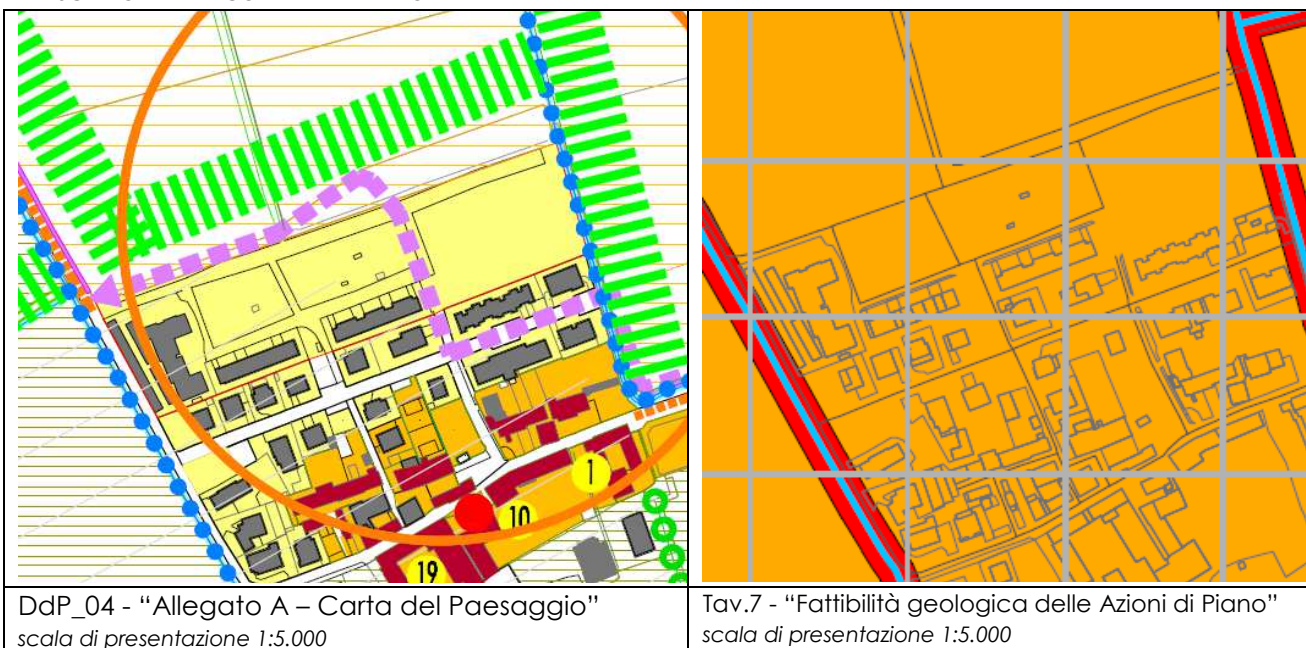 1
10
19
DdP_04 - “Allegato A – Carta del Paesaggio”
scala di presentazione 1:5.000
Tav.7 - “Fattibilità geologica delle Azioni di Piano”
scala di presentazione 1:5.000